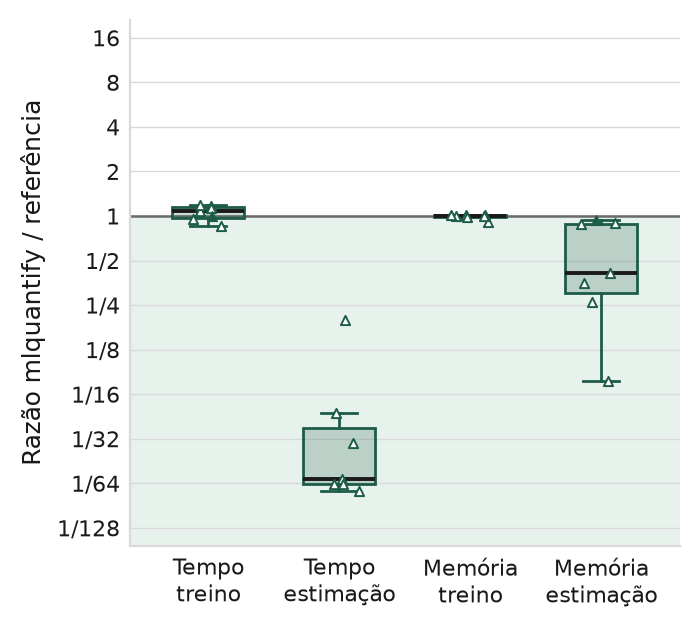 Razão mlquantify / referência
16
8
4
2
1
1/2
1/4
1/8
1/16
1/32
1/64
1/128
Tempo
treino
Tempo
estimação
Memória
treino
Memória
estimação